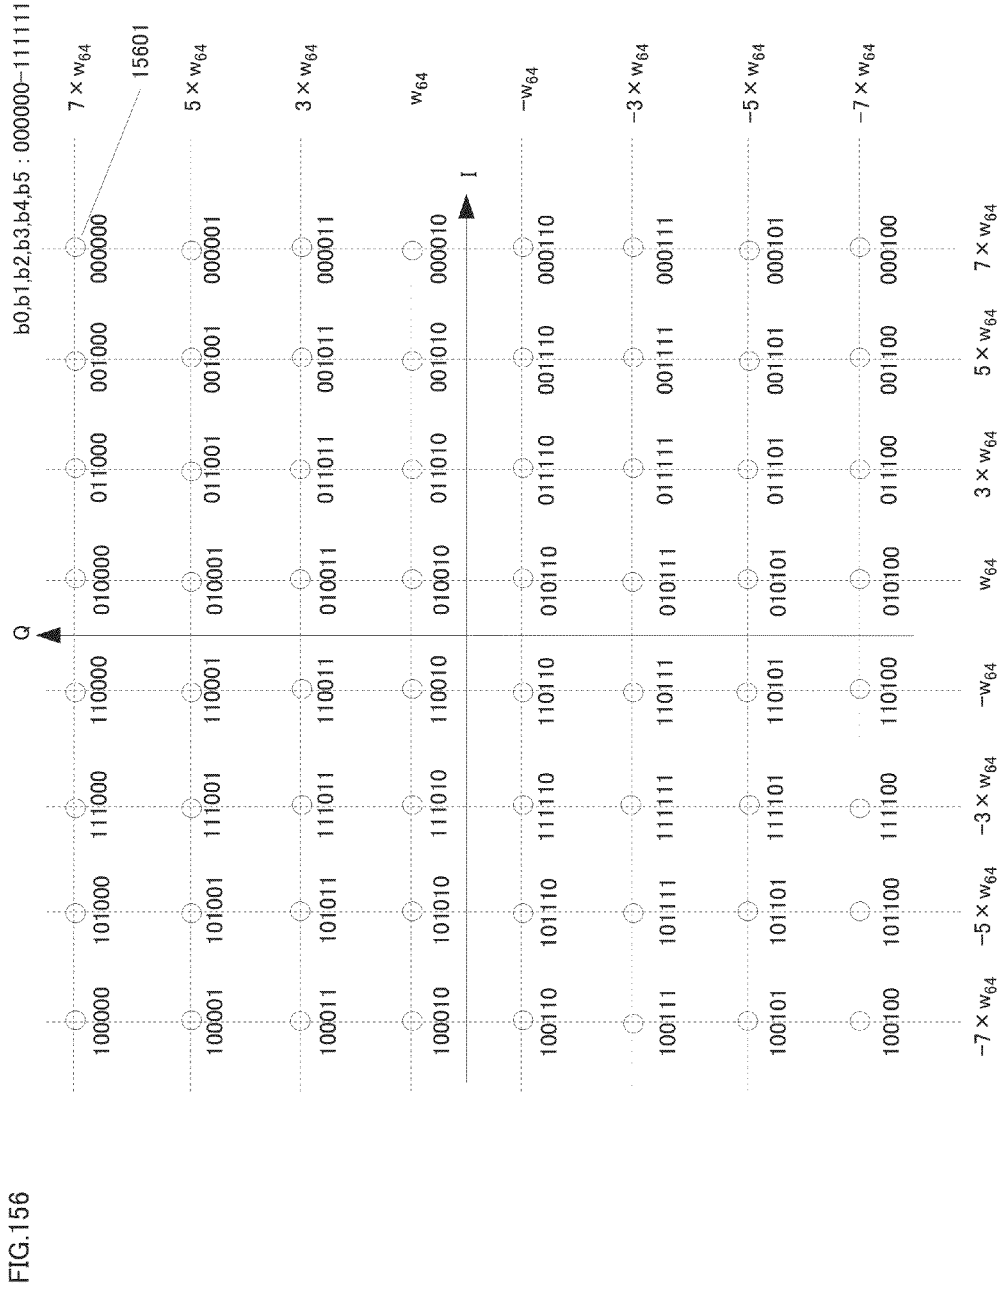 FIG.156
Q
b0,b1,b2,b3,b4,b5 : 000000-111111
7×w64
100000 101000 111000 110000 010000 011000 001000 000000
15601
5×w64
100001 101001 111001 110001 010001 011001 001001 000001
3×w64
100011 101011 111011 110011 010011 011011 001011 000011
w64
100010 101010 111010 110010 010010 011010 001010 000010
I
-w64
100110 101110 111110 110110 010110 011110 001110 000110
-3×w64
100111 101111 111111 110111 010111 011111 001111 000111
-5×w64
100101 101101 111101 110101 010101 011101 001101 000101
-7×w64
100100 101100 111100 110100 010100 011100 001100 000100
-7×w64 -5×w64 -3×w64 -w64 w64 3×w64 5×w64 7×w64